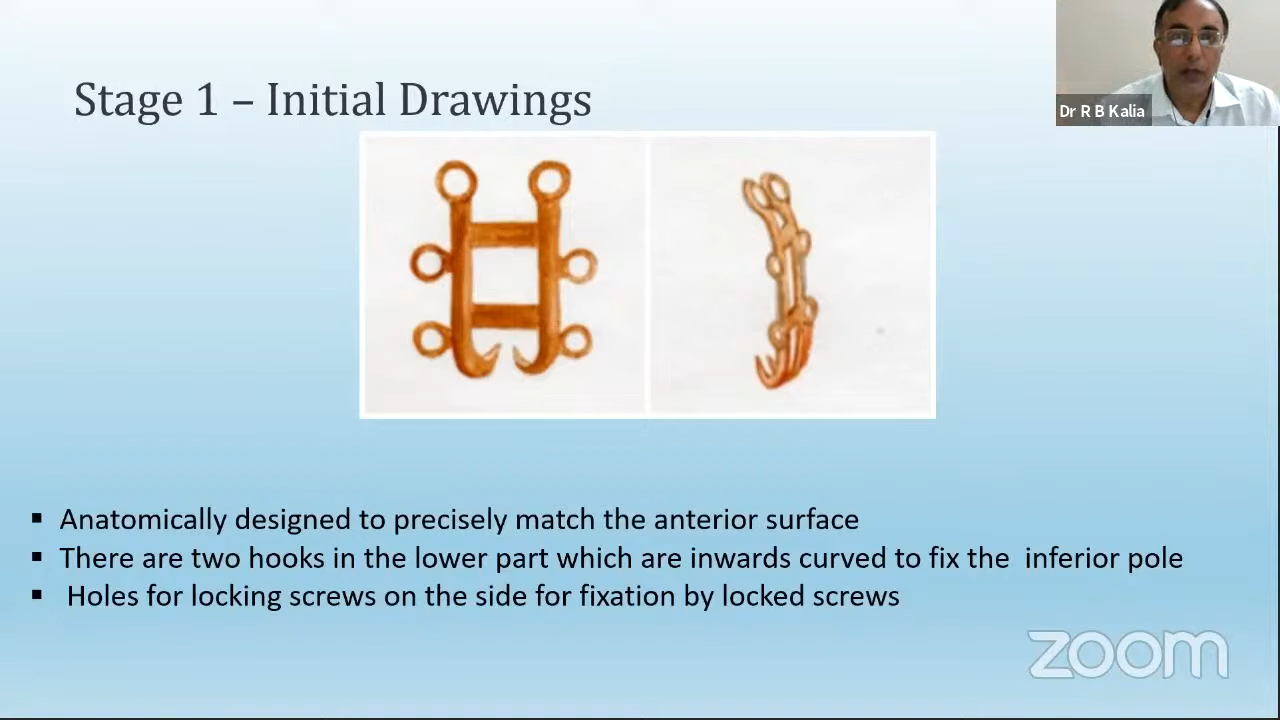 Stage 1 – Initial Drawings
Dr R B Kalia
▪ Anatomically designed to precisely match the anterior surface
▪ There are two hooks in the lower part which are inwards curved to fix the inferior pole
▪ Holes for locking screws on the side for fixation by locked screws
zoom